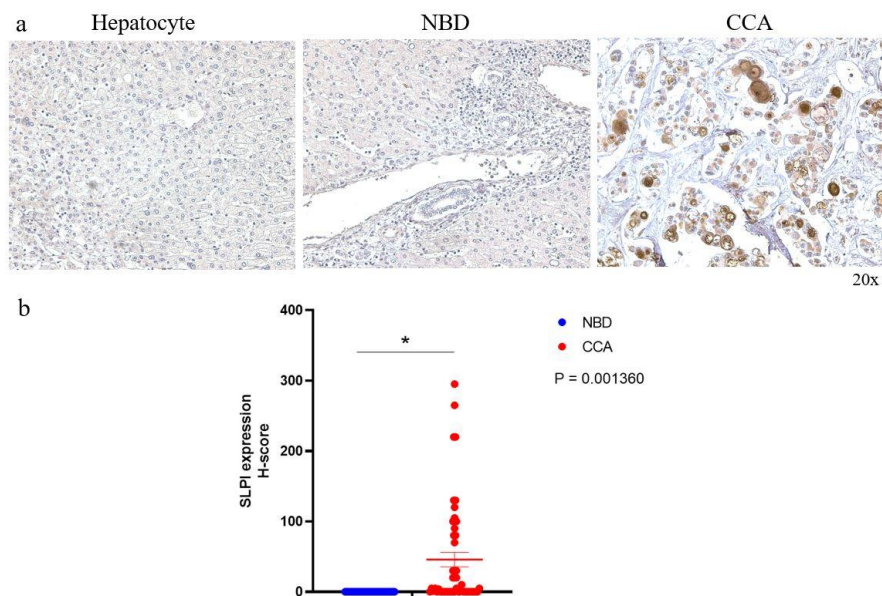 a
Hepatocyte
NBD
CCA
20x
b
400
300
200
100
0
SLPI expression
H-score
*
NBD
CCA
P = 0.001360